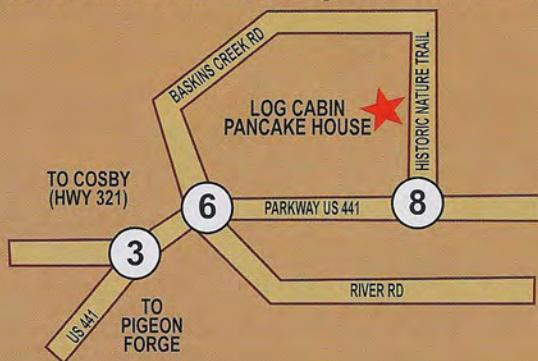 BASKINS CREEK RD
HISTORIC NATURE TRAIL
LOG CABIN
PANCAKE HOUSE
TO COSBY
(HWY 321)
6
PARKWAY US 441
8
3
RIVER RD
US 441
TO
PIGEON
FORGE